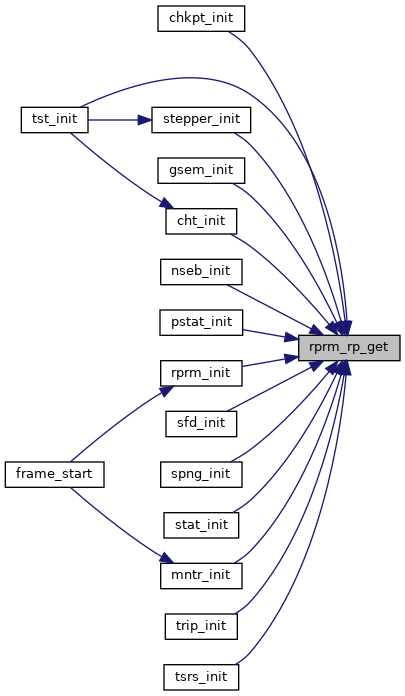 chkpt_init
tst_init
stepper_init
gsem_init
cht_init
nseb_init
pstat_init
rprm_rp_get
rprm_init
sfd_init
frame_start
spng_init
stat_init
mntr_init
trip_init
tsrs_init